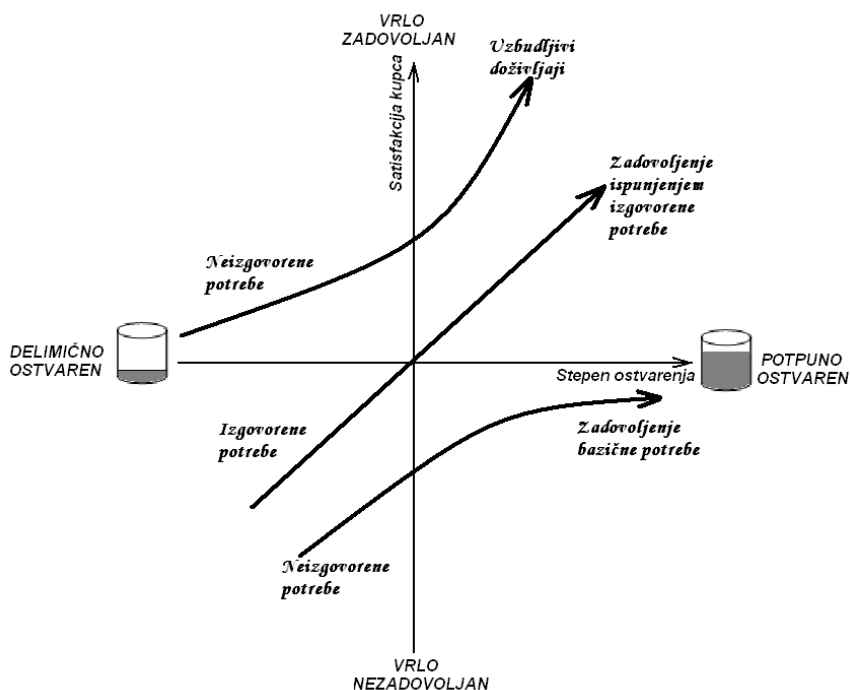 VRLO
ZADOVOLJAN
Satisfakcija kupca
Uzbudljivi
doživljaji
Zadovoljenje
ispunjenjem
izgovorene
potrebe
Neizgovorene
potrebe
DELIMIČNO
OSTVAREN
Stepen ostvarenja
POTPUNO
OSTVAREN
Izgovorene
potrebe
Zadovoljenje
bazične potrebe
Neizgovorene
potrebe
VRLO
NEZADOVOLJAN